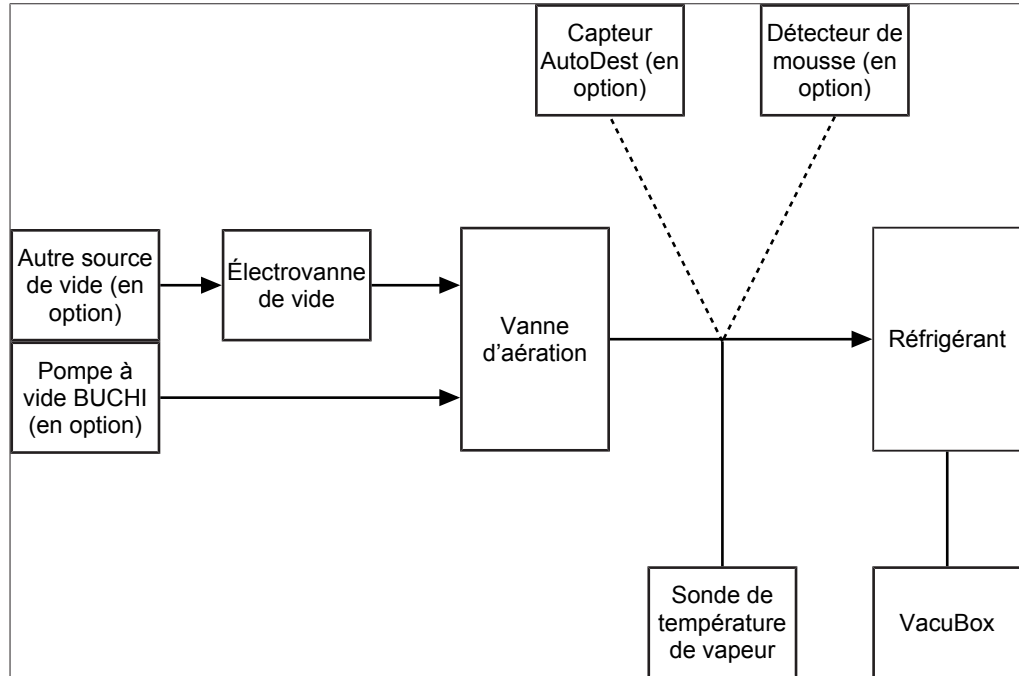 Capteur
AutoDest (en
option)
Détecteur de
mousse (en
option)
Autre source
de vide (en
option)
Électrovanne
de vide
Vanne
d’aération
Réfrigérant
Pompe à
vide BUCHI
(en option)
Sonde de
température
de vapeur
VacuBox